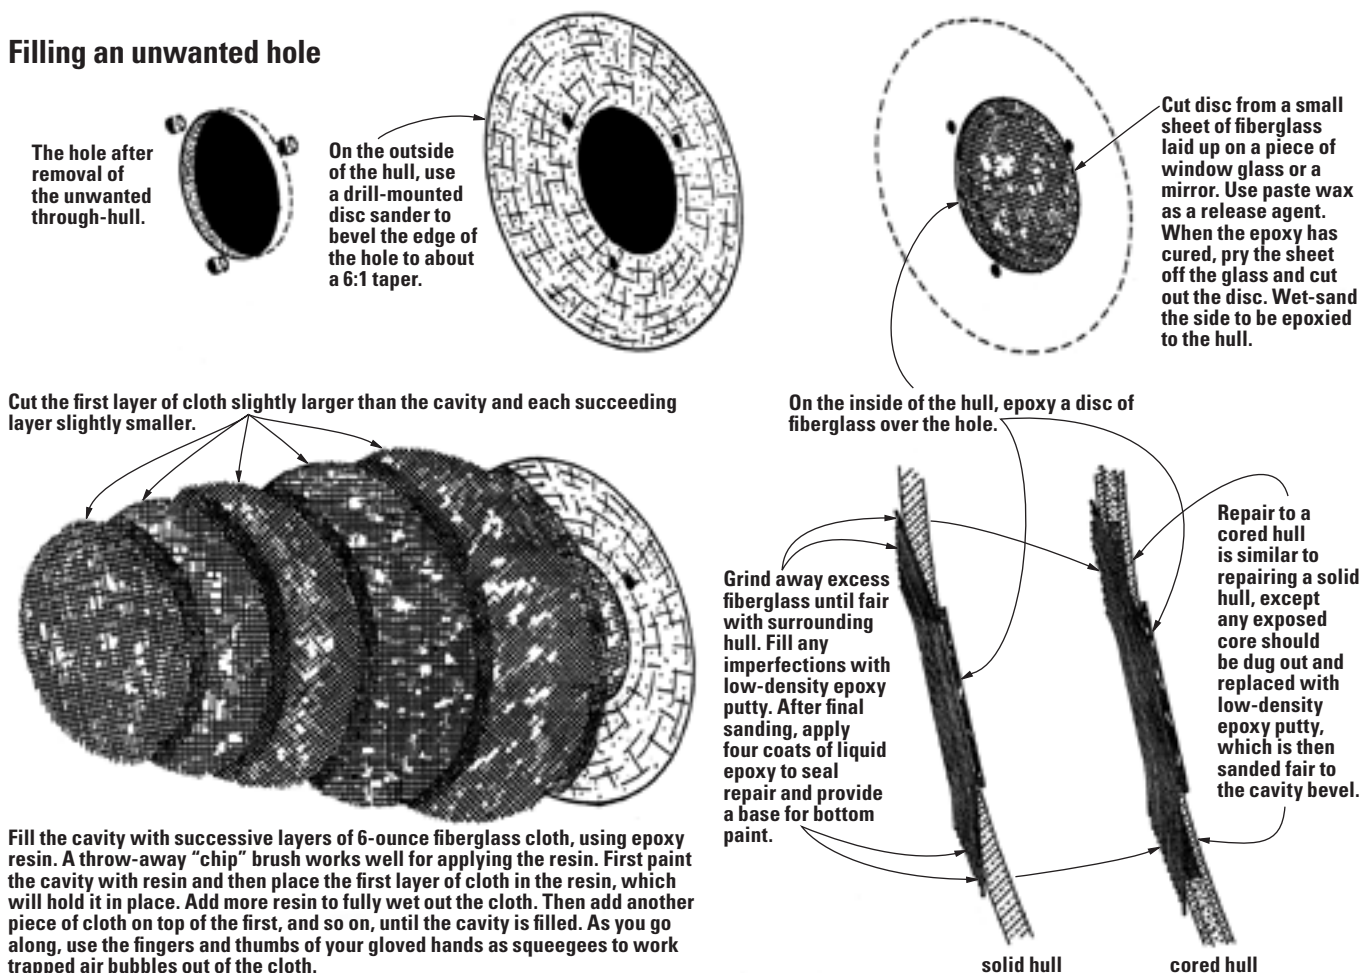 Filling an unwanted hole
The hole after
removal of
the unwanted
through-hull.
On the outside
of the hull, use
a drill-mounted
disc sander to
bevel the edge of
the hole to about
a 6:1 taper.
Cut disc from a small
sheet of fiberglass
laid up on a piece of
window glass or a
mirror. Use paste wax
as a release agent.
When the epoxy has
cured, pry the sheet
off the glass and cut
out the disc. Wet-sand
the side to be epoxied
to the hull.
Cut the first layer of cloth slightly larger than the cavity and each succeeding
layer slightly smaller.
On the inside of the hull, epoxy a disc of
fiberglass over the hole.
Grind away excess
fiberglass until fair
with surrounding
hull. Fill any
imperfections with
low-density epoxy
putty. After final
sanding, apply
four coats of liquid
epoxy to seal
repair and provide
a base for bottom
paint.
Repair to a
cored hull
is similar to
repairing a solid
hull, except
any exposed
core should
be dug out and
replaced with
low-density
epoxy putty,
which is then
sanded fair to
the cavity bevel.
Fill the cavity with successive layers of 6-ounce fiberglass cloth, using epoxy
resin. A throw-away “chip” brush works well for applying the resin. First paint
the cavity with resin and then place the first layer of cloth in the resin, which
will hold it in place. Add more resin to fully wet out the cloth. Then add another
piece of cloth on top of the first, and so on, until the cavity is filled. As you go
along, use the fingers and thumbs of your gloved hands as squeegees to work
trapped air bubbles out of the cloth.
solid hull
cored hull